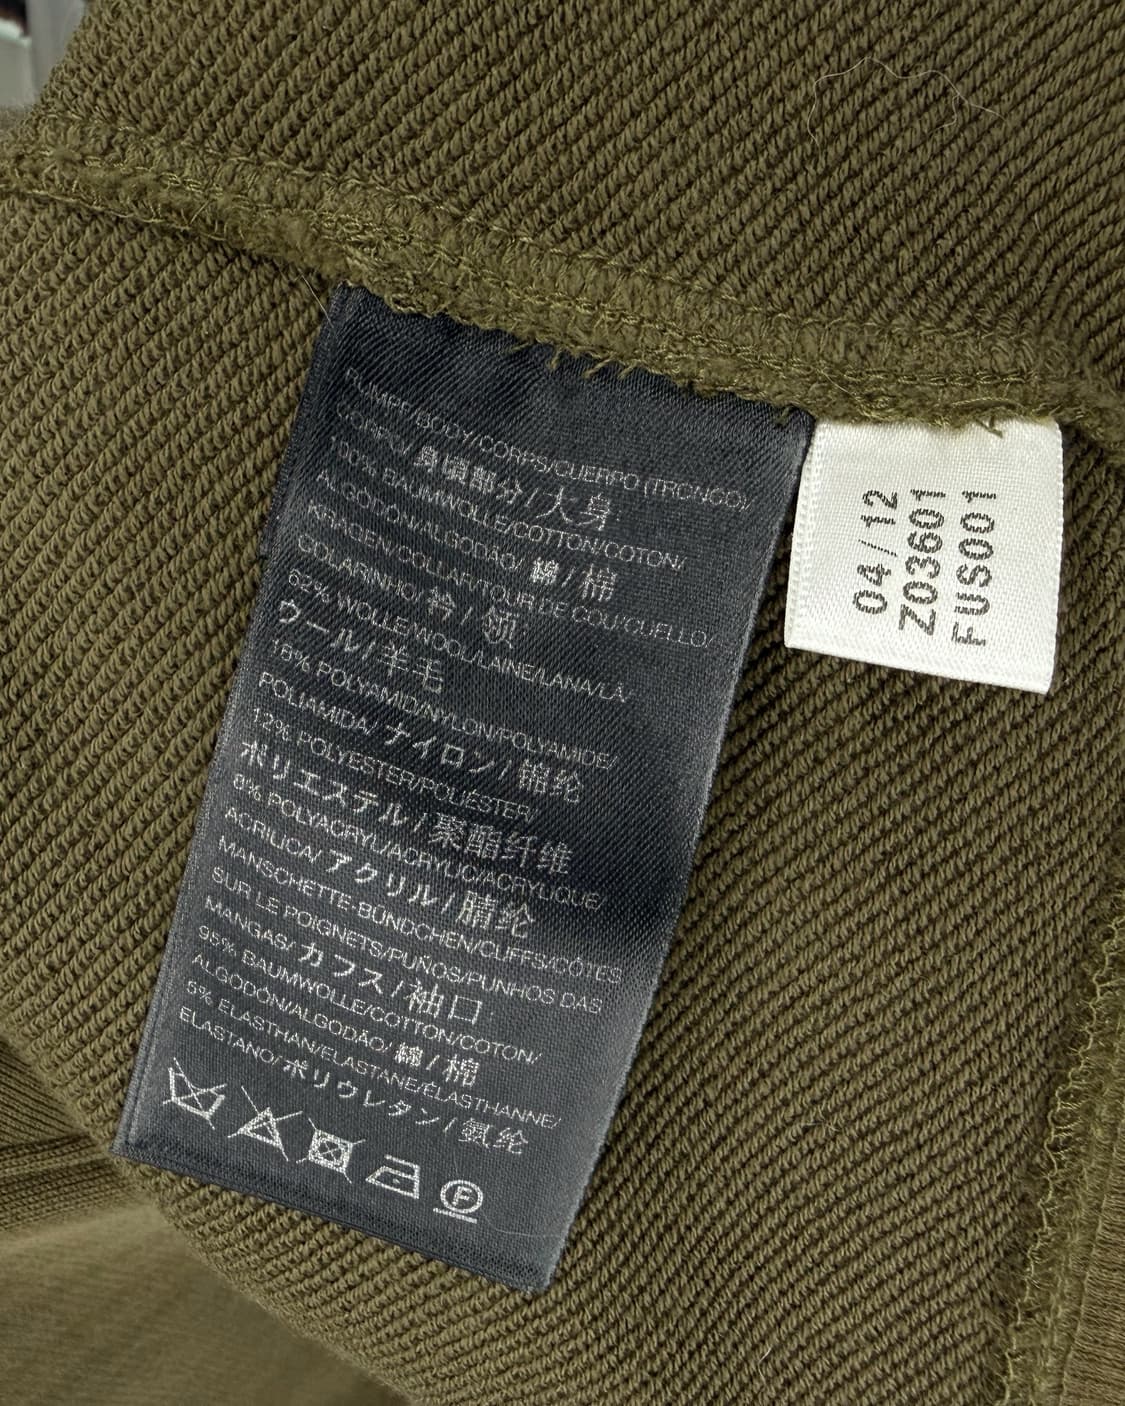 RUMPF/BODY/CORPS/CUERPO (TRONCO)/
CORPO/身頃部分/大身:
100% BAUMWOLLE/COTTON/COTON/
ALGODÓN/ALGODÃO/ 綿/棉
KRAGEN/COLLAR/TOUR DE COU/CUELLO/
COLARINHO/ 衿/领:
62% WOLLE/WOOL/LAINE/LANA/LÃ/
ウール/羊毛
18% POLYAMID/NYLON/POLYAMIDE/
POLIAMIDA/ ナイロン/锦纶
12% POLYESTER/POLIÉSTER/
ポリエステル/聚酯纤维
8% POLYACRYL/ACRYLIC/ACRYLIQUE/
ACRILICA/ アクリル/腈纶
MANSCHETTE-BÜNDCHEN/CUFFS/CÔTES
SUR LE POIGNETS/PUÑOS/PUNHOS DAS
MANGAS/ カフス/袖口:
95% BAUMWOLLE/COTTON/COTON/
ALGODÓN/ALGODÃO/ 綿/棉
5% ELASTHAN/ELASTANE/ÉLASTHANNE/
ELASTANO/ポリウレタン/氨纶
F
04/12
Z03601
FUS001